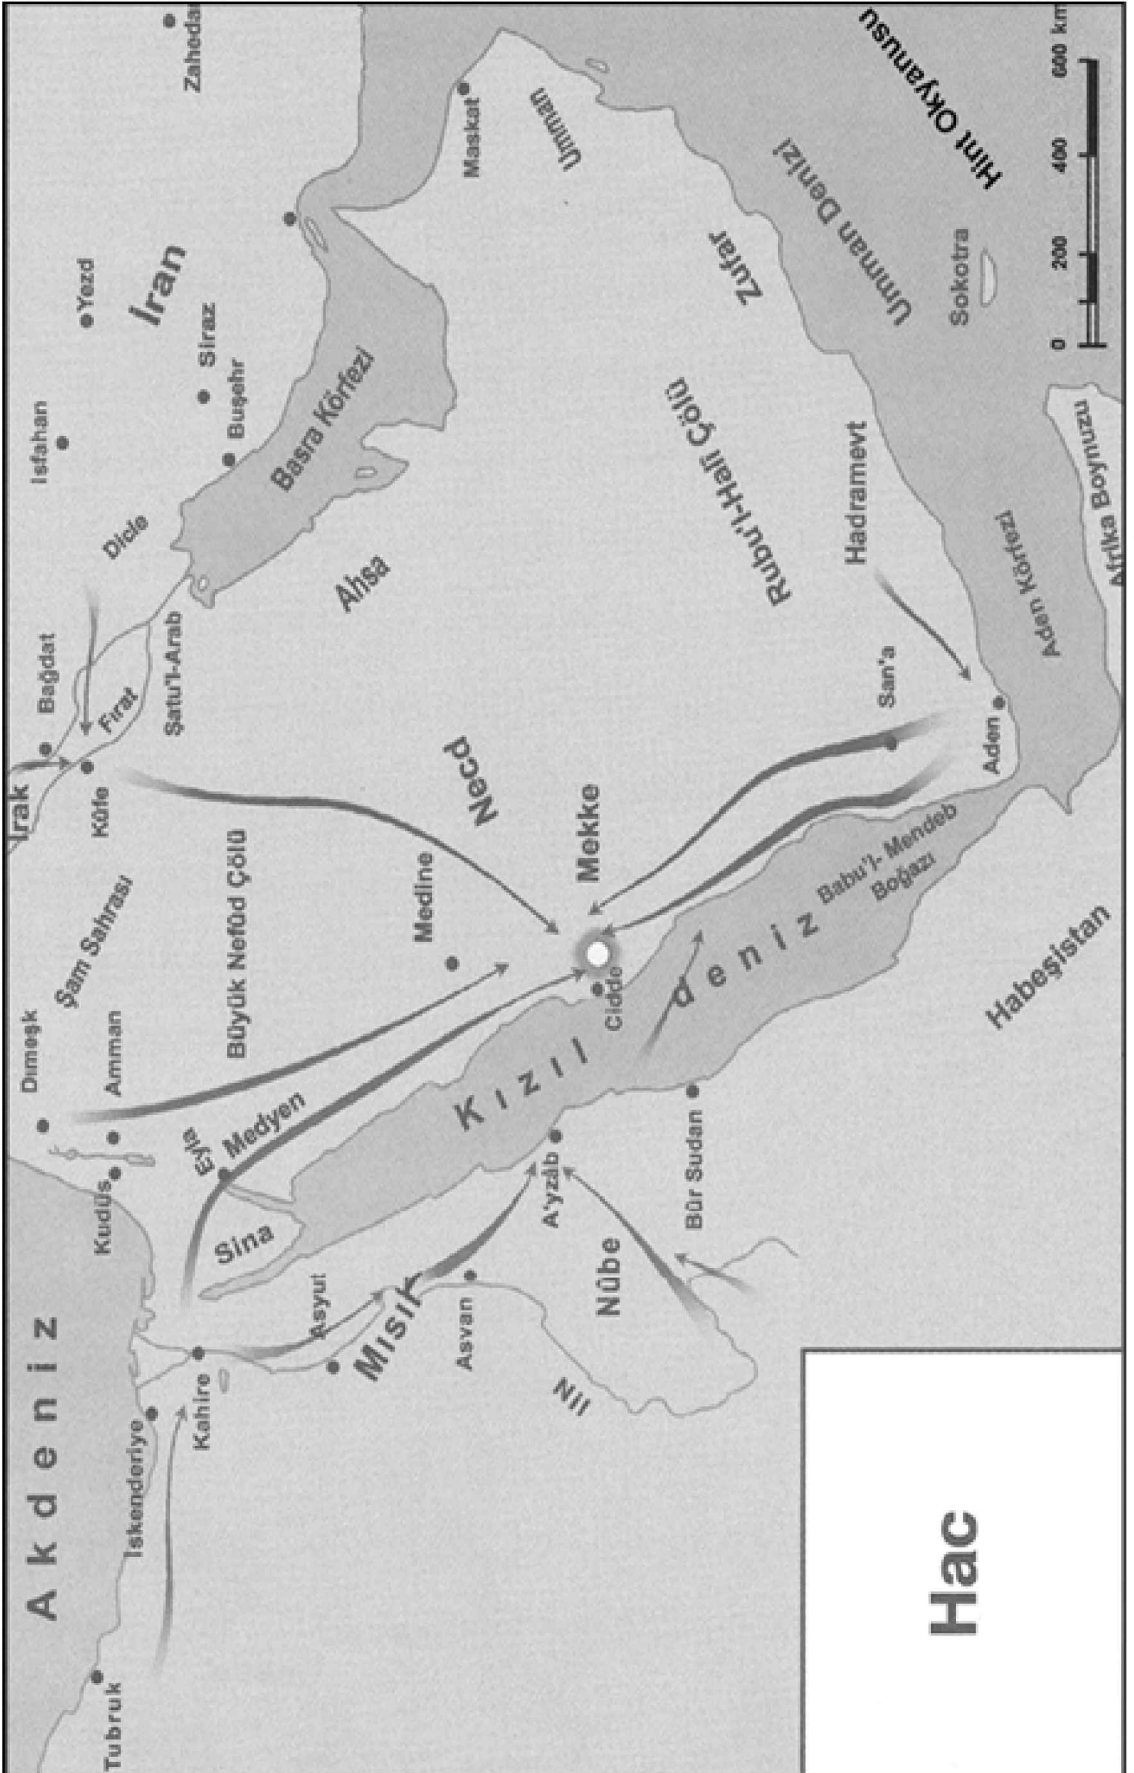 Akdeniz
Tubruk
İskenderiye
Kahire
Asyut
Mısır
Asvan
Nil
Nûbe
A'yzâb
Bûr Sudan
Sina
Kudüs
Eyla
Medyen
Dımeşk
Amman
Şam Sahrası
Büyük Nefûd Çölü
Medine
Kızıl
deniz
Cidde
Mekke
Necd
Irak
Kûfe
Bağdat
Fırat
Şatu'l-Arab
Dicle
Isfahan
Buşehr
Siraz
Yezd
İran
Zahedan
Basra Körfezi
Ahsa
Rubu'l-Hali Çölü
Maskat
Umman
Zufar
Hadramevt
San'a
Aden
Babu'l- Mendeb
Boğazı
Habeşistan
Aden Körfezi
Afrika Boynuzu
Sokotra
Umman Denizi
Hint Okyanusu
0 200 400 600 km
Hac